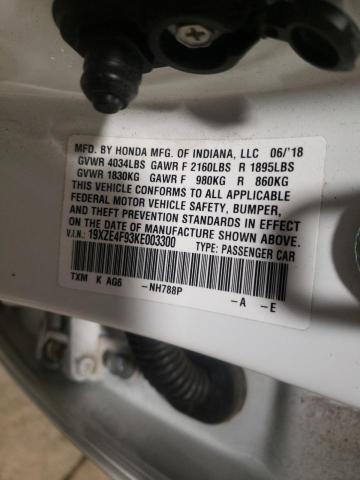 MFD. BY HONDA MFG. OF INDIANA, LLC 06/'18
GVWR 4034LBS GAWR F 2160LBS R 1895LBS
GVWR 1830KG GAWR F 980KG R 860KG
THIS VEHICLE CONFORMS TO ALL APPLICABLE
FEDERAL MOTOR VEHICLE SAFETY, BUMPER,
AND THEFT PREVENTION STANDARDS IN EFFECT
ON THE DATE OF MANUFACTURE SHOWN ABOVE.
V.I.N.: 19XZE4F93KE003300 TYPE: PASSENGER CAR
TXM K AG6 -NH788P -A -E